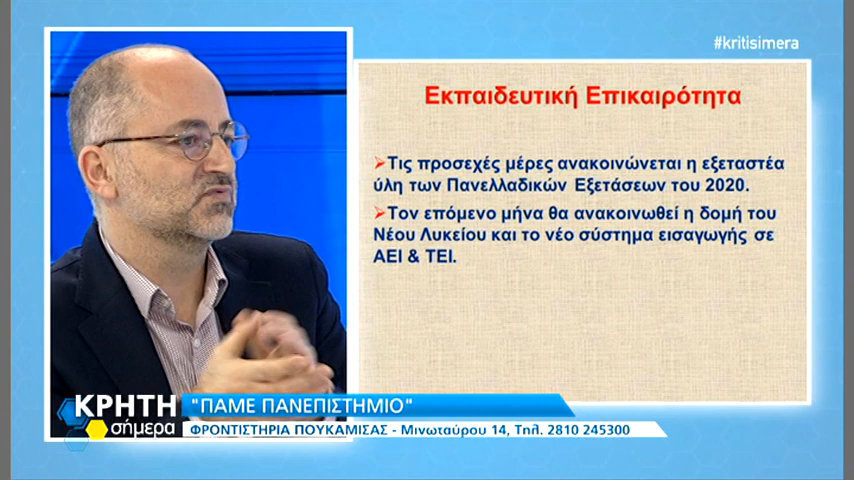 #kritisimera
Εκπαιδευτική Επικαιρότητα
Τις προσεχές μέρες ανακοινώνεται η εξεταστέα
ύλη των Πανελλαδικών Εξετάσεων του 2020.
Τον επόμενο μήνα θα ανακοινωθεί η δομή του
Νέου Λυκείου και το νέο σύστημα εισαγωγής σε
ΑΕΙ & ΤΕΙ.
ΚΡΗΤΗ
σήμερα
"ΠΑΜΕ ΠΑΝΕΠΙΣΤΗΜΙΟ"
ΦΡΟΝΤΙΣΤΗΡΙΑ ΠΟΥΚΑΜΙΣΑΣ - Μινωταύρου 14, Τηλ. 2810 245300